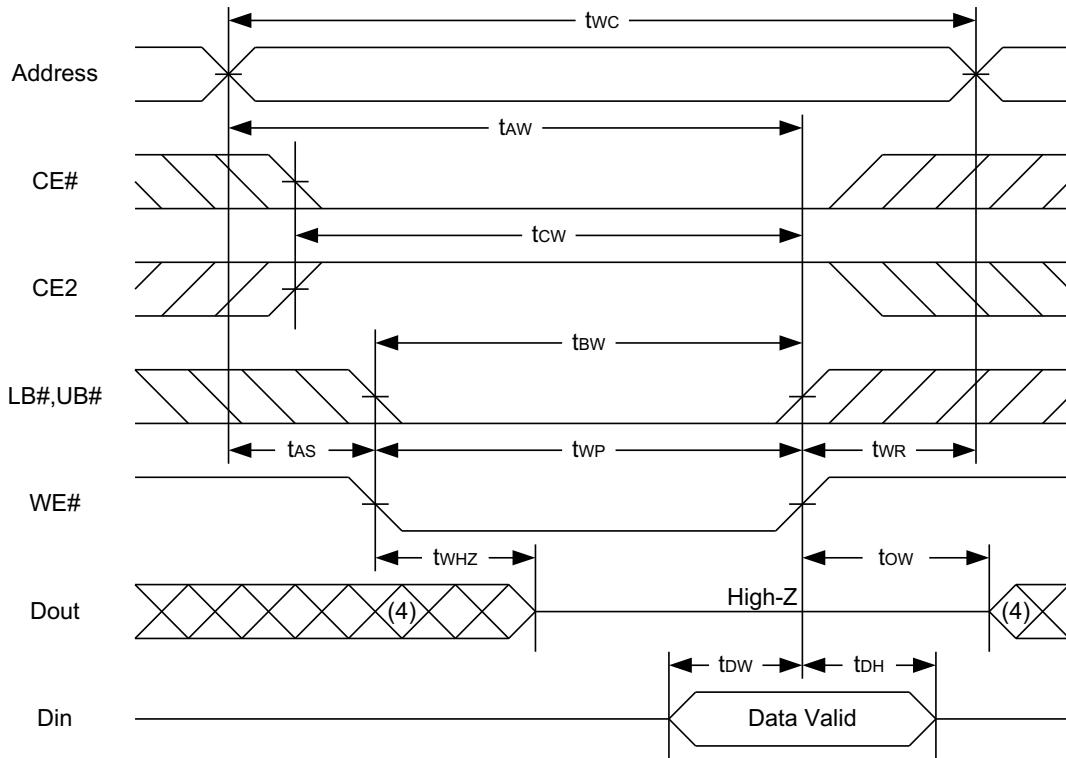 tWC
Address
tAW
CE#
tCW
CE2
tBW
LB#,UB#
tAS
tWP
tWR
WE#
tWHZ
tOW
High-Z
Dout
(4)
(4)
tDW
tDH
Din
Data Valid